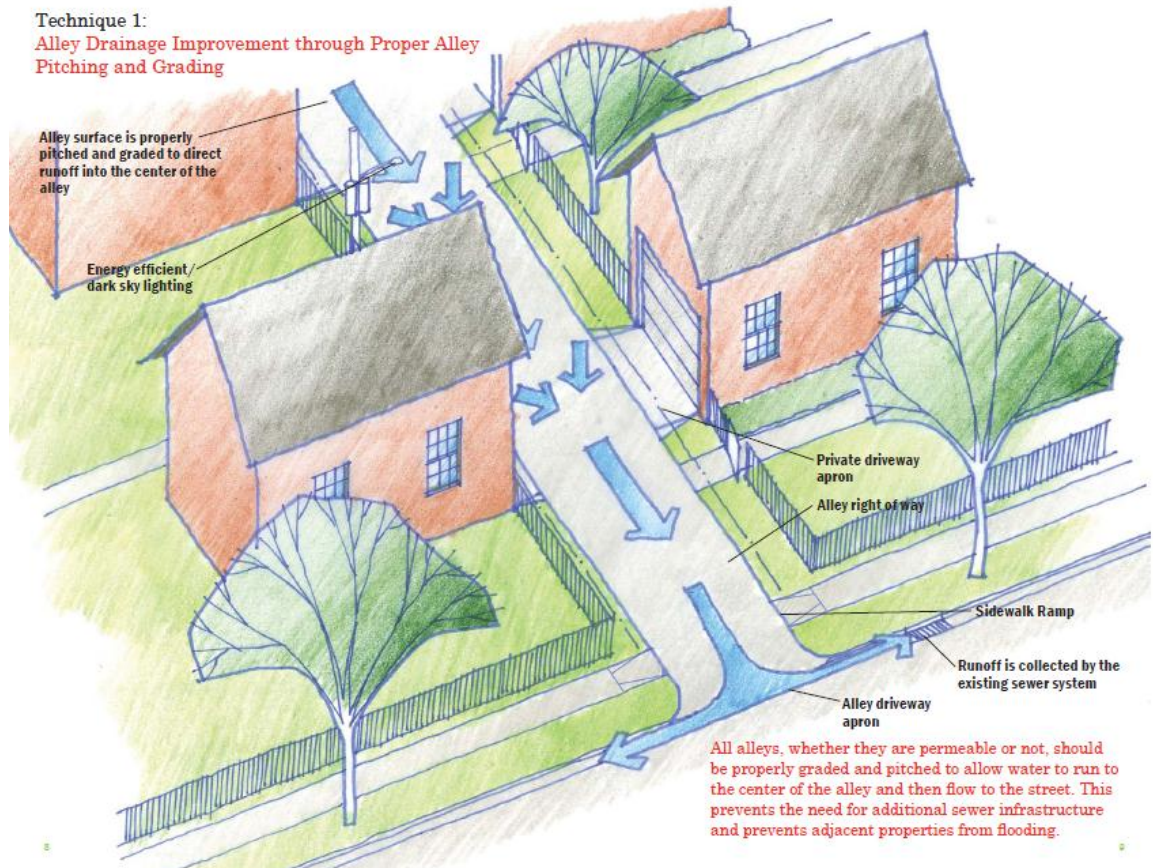 Technique 1:
Alley Drainage Improvement through Proper Alley
Pitching and Grading
Alley surface is properly
pitched and graded to direct
runoff into the center of the
alley
Energy efficient/
dark sky lighting
Private driveway
apron
Alley right of way
Sidewalk Ramp
Runoff is collected by the
existing sewer system
Alley driveway
apron
All alleys, whether they are permeable or not, should
be properly graded and pitched to allow water to run to
the center of the alley and then flow to the street. This
prevents the need for additional sewer infrastructure
and prevents adjacent properties from flooding.
8
9